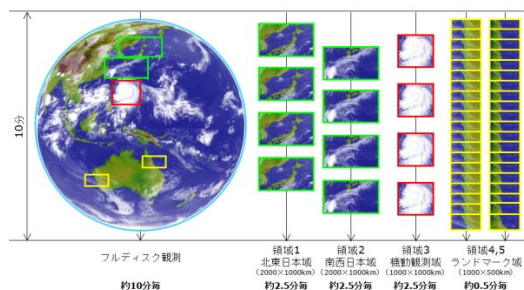 10分
フルディスク観測
約10分毎
領域1
北東日本域
(2000×1000km)
約2.5分毎
領域2
南西日本域
(2000×1000km)
約2.5分毎
領域3
機動観測域
(1000×1000km)
約2.5分毎
領域4,5
ランドマーク域
(1000×500km)
約0.5分毎